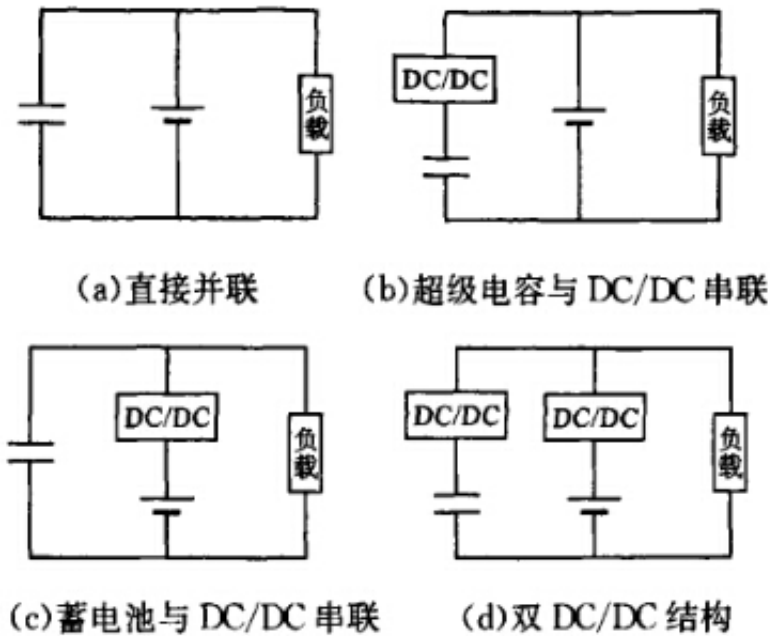 负载
DC/DC
负载
(a)直接并联
(b)超级电容与 DC/DC 串联
DC/DC
负载
DC/DC
DC/DC
负载
(c)蓄电池与 DC/DC 串联
(d)双 DC/DC 结构